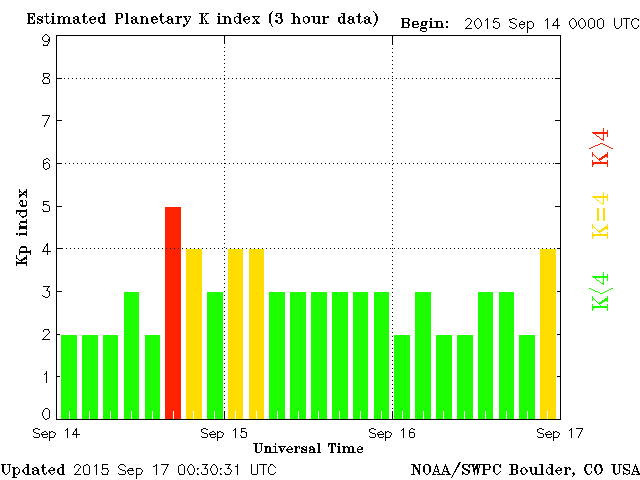 Estimated Planetary K index (3 hour data)
Begin: 2015 Sep 14 0000 UTC
9
8
7
6
5
4
3
2
1
0
Kp index
K>4
K=4
K<4
Sep 14 Sep 15 Sep 16 Sep 17
Universal Time
Updated 2015 Sep 17 00:30:31 UTC
NOAA/SWPC Boulder, CO USA